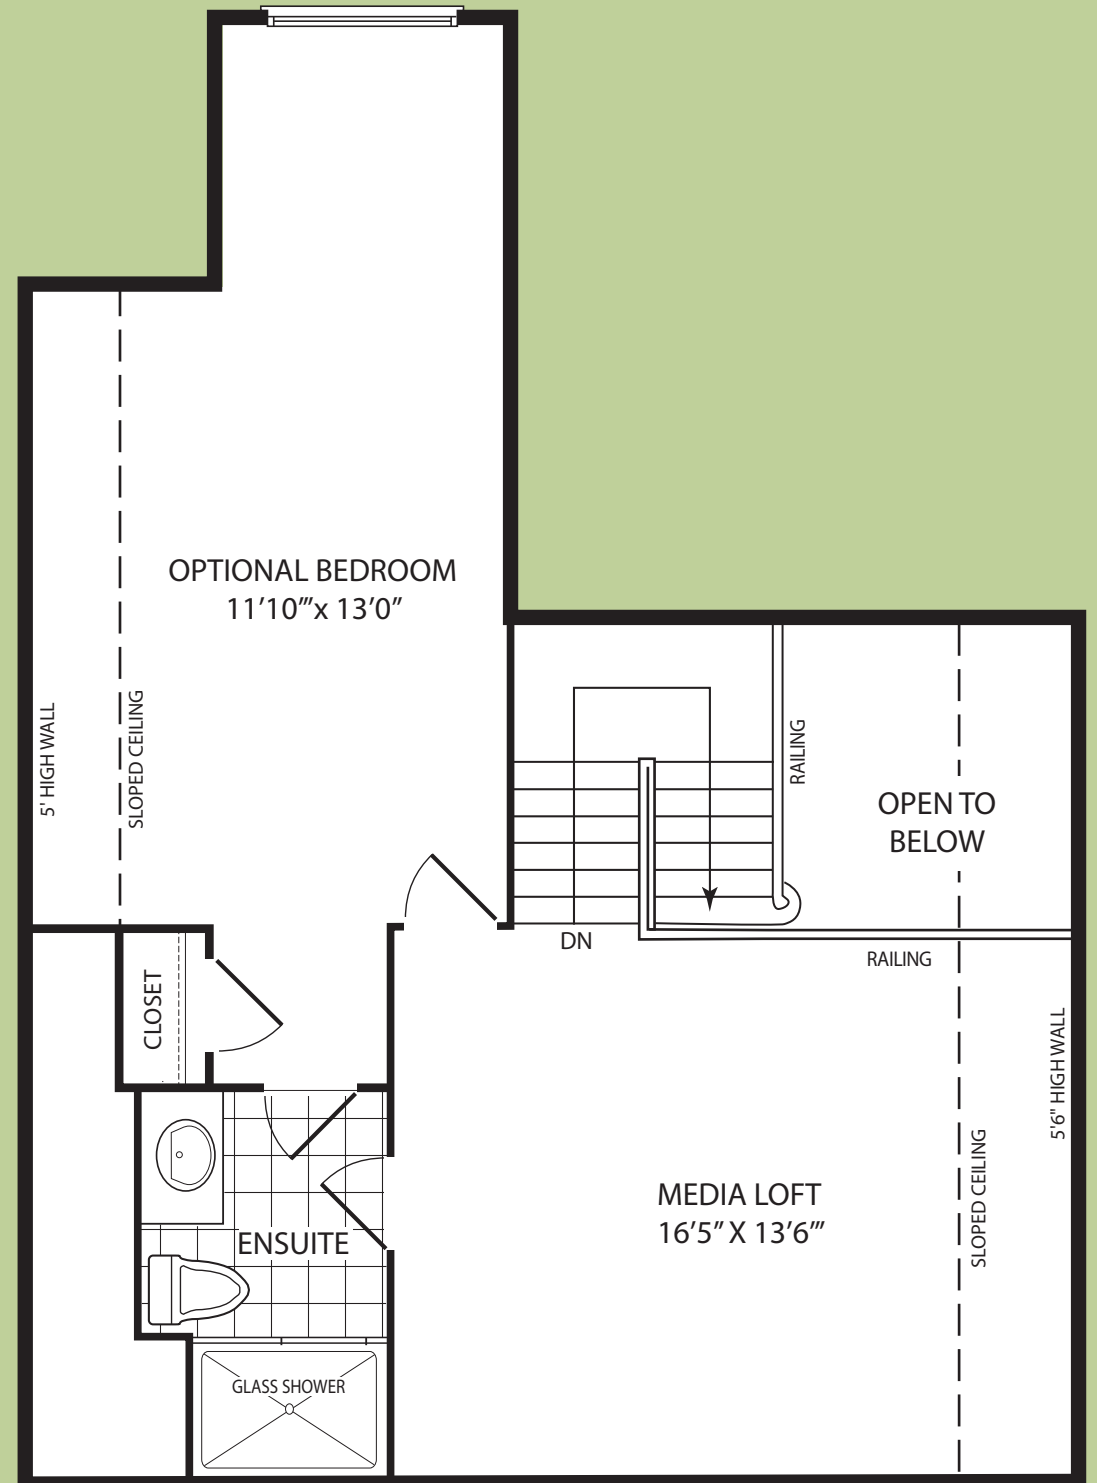 OPTIONAL BEDROOM
11’10”’x 13’0”
5' HIGH WALL
SLOPED CEILING
RAILING
OPEN TO
BELOW
DN
RAILING
CLOSET
5'6" HIGH WALL
SLOPED CEILING
MEDIA LOFT
16’5” X 13’6”’
ENSUITE
GLASS SHOWER